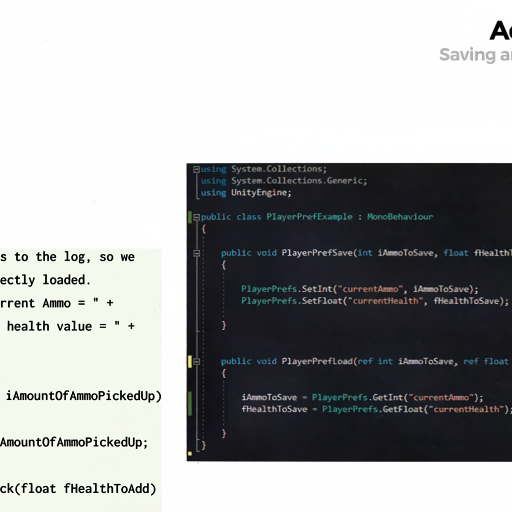 Saving
s to the log, so we
ectly loaded.
rrent Ammo = " +
health value = " +
iAmountOfAmmoPickedUp)
AmountOfAmmoPickedUp;
ck(float fHealthToAdd)
using System.Collections;
using System.Collections.Generic;
using UnityEngine;
public class PlayerPrefExample : MonoBehaviour
{
public void PlayerPrefSave(int iAmmoToSave, float fHealthT
{
PlayerPrefs.SetInt("currentAmmo", iAmmoToSave);
PlayerPrefs.SetFloat("currentHealth", fHealthToSave);
}
public void PlayerPrefLoad(ref int iAmmoToSave, ref float
{
iAmmoToSave = PlayerPrefs.GetInt("currentAmmo");
fHealthToSave = PlayerPrefs.GetFloat("currentHealth");
}
}